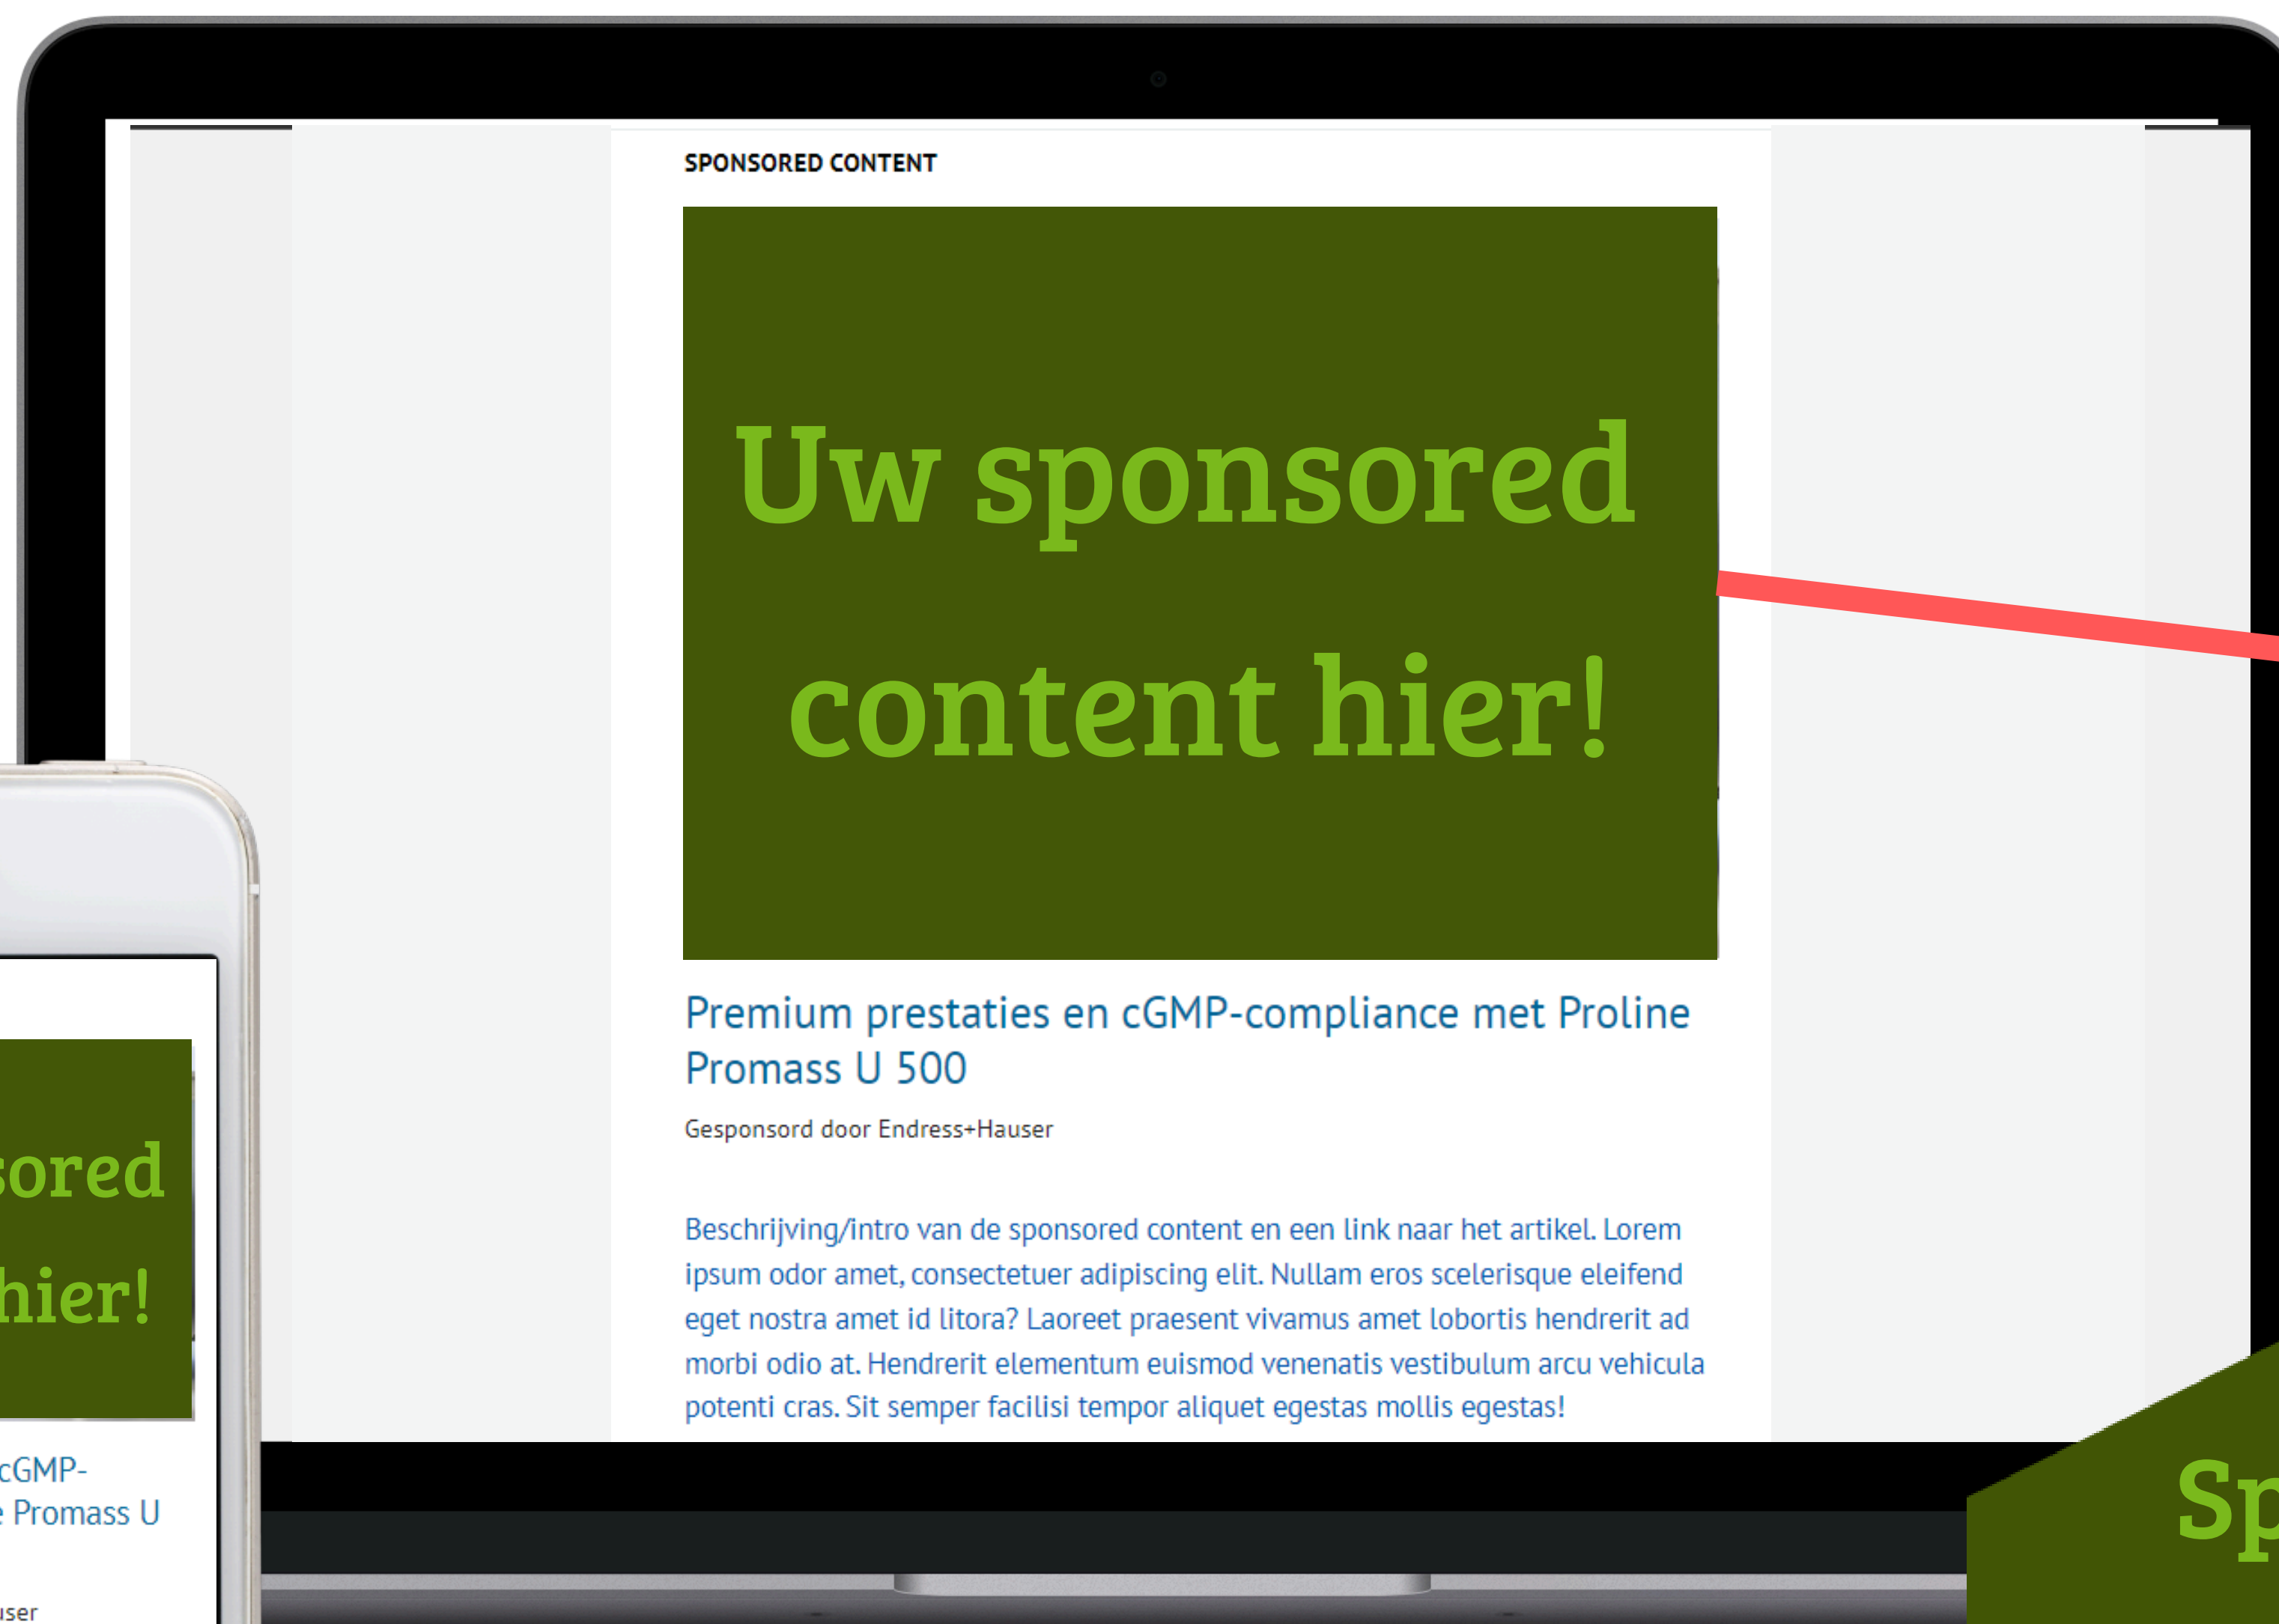 SPONSORED CONTENT
Uw sponsored
content hier!
Premium prestaties en cGMP-compliance met Proline
Promass U 500
Gesponsord door Endress+Hauser
Beschrijving/intro van de sponsored content en een link naar het artikel. Lorem
ipsum odor amet, consectetuer adipiscing elit. Nullam eros scelerisque eleifend
eget nostra amet id litora? Laoreet praesent vivamus amet lobortis hendrerit ad
morbi odio at. Hendrerit elementum euismod venenatis vestibulum arcu vehicula
potenti cras. Sit semper facilisi tempor aliquet egestas mollis egestas!
sored
hier!
cGMP-
e Promass U
user
Sp